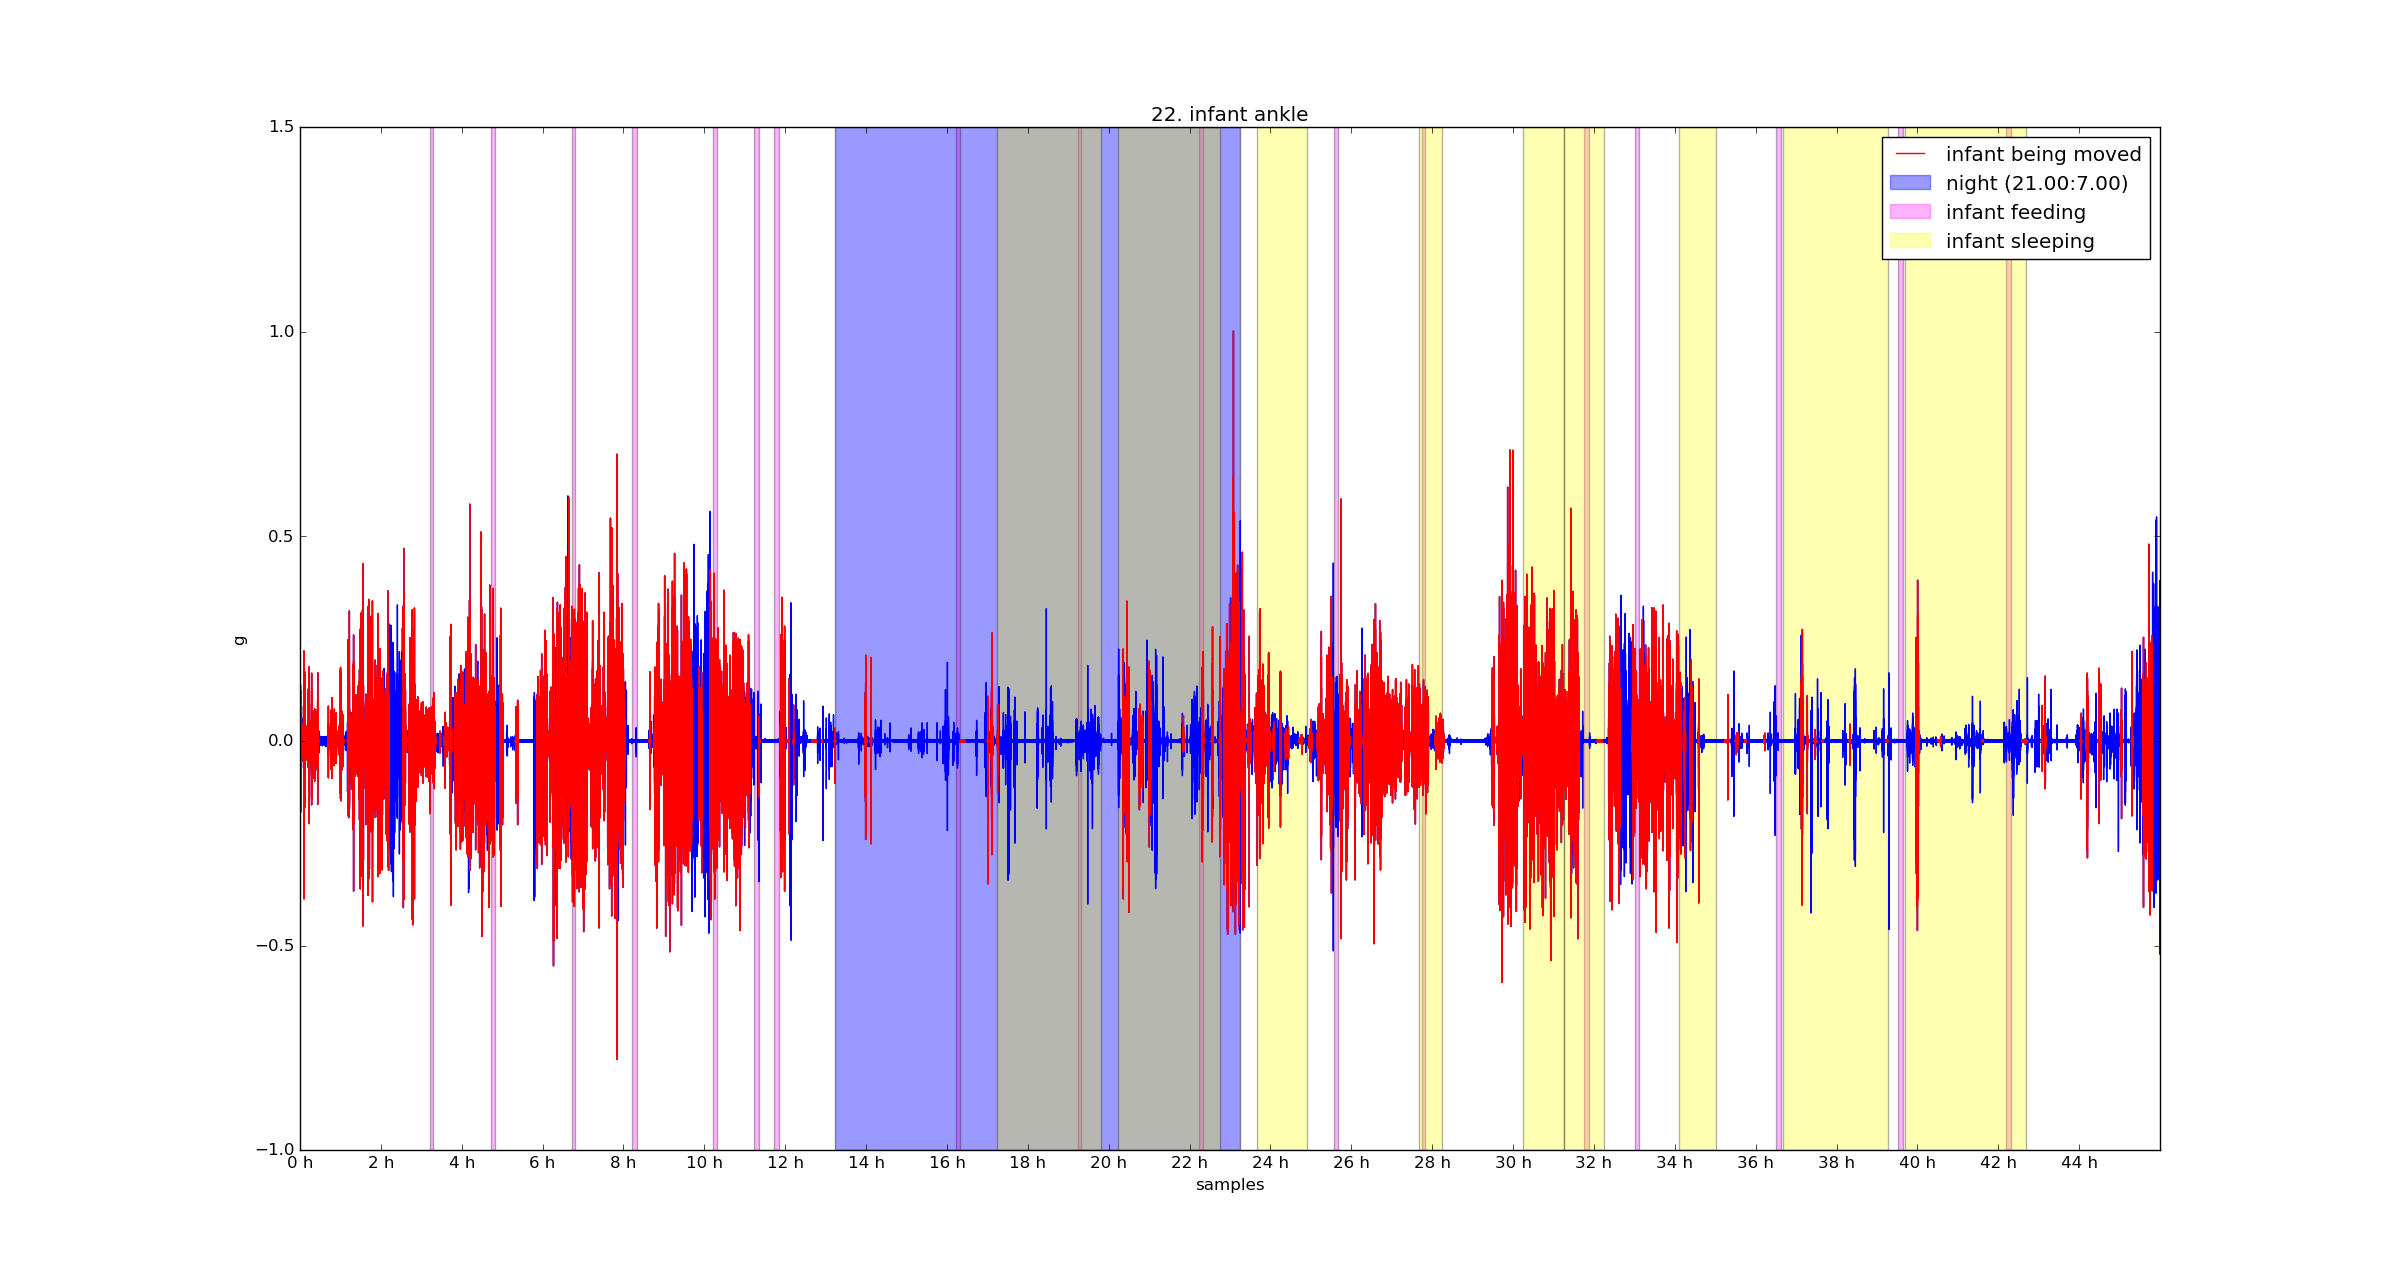 22. infant ankle
1.5
1.0
0.5
0.0
−0.5
−1.0
g
infant being moved
night (21.00:7.00)
infant feeding
infant sleeping
0 h 2 h 4 h 6 h 8 h 10 h 12 h 14 h 16 h 18 h 20 h 22 h 24 h 26 h 28 h 30 h 32 h 34 h 36 h 38 h 40 h 42 h 44 h
samples